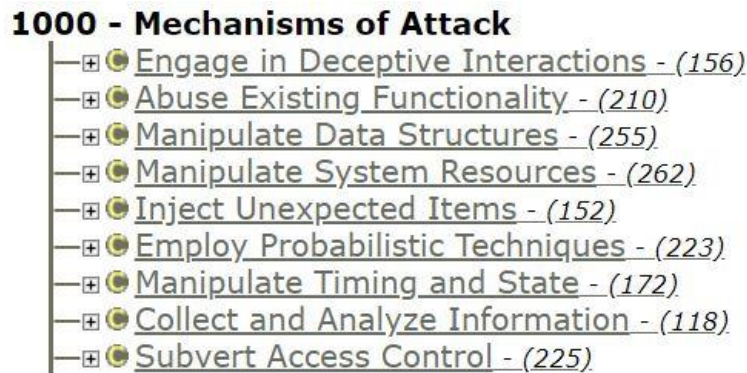 1000 - Mechanisms of Attack
C Engage in Deceptive Interactions - (156)
C Abuse Existing Functionality - (210)
C Manipulate Data Structures - (255)
C Manipulate System Resources - (262)
C Inject Unexpected Items - (152)
C Employ Probabilistic Techniques - (223)
C Manipulate Timing and State - (172)
C Collect and Analyze Information - (118)
C Subvert Access Control - (225)